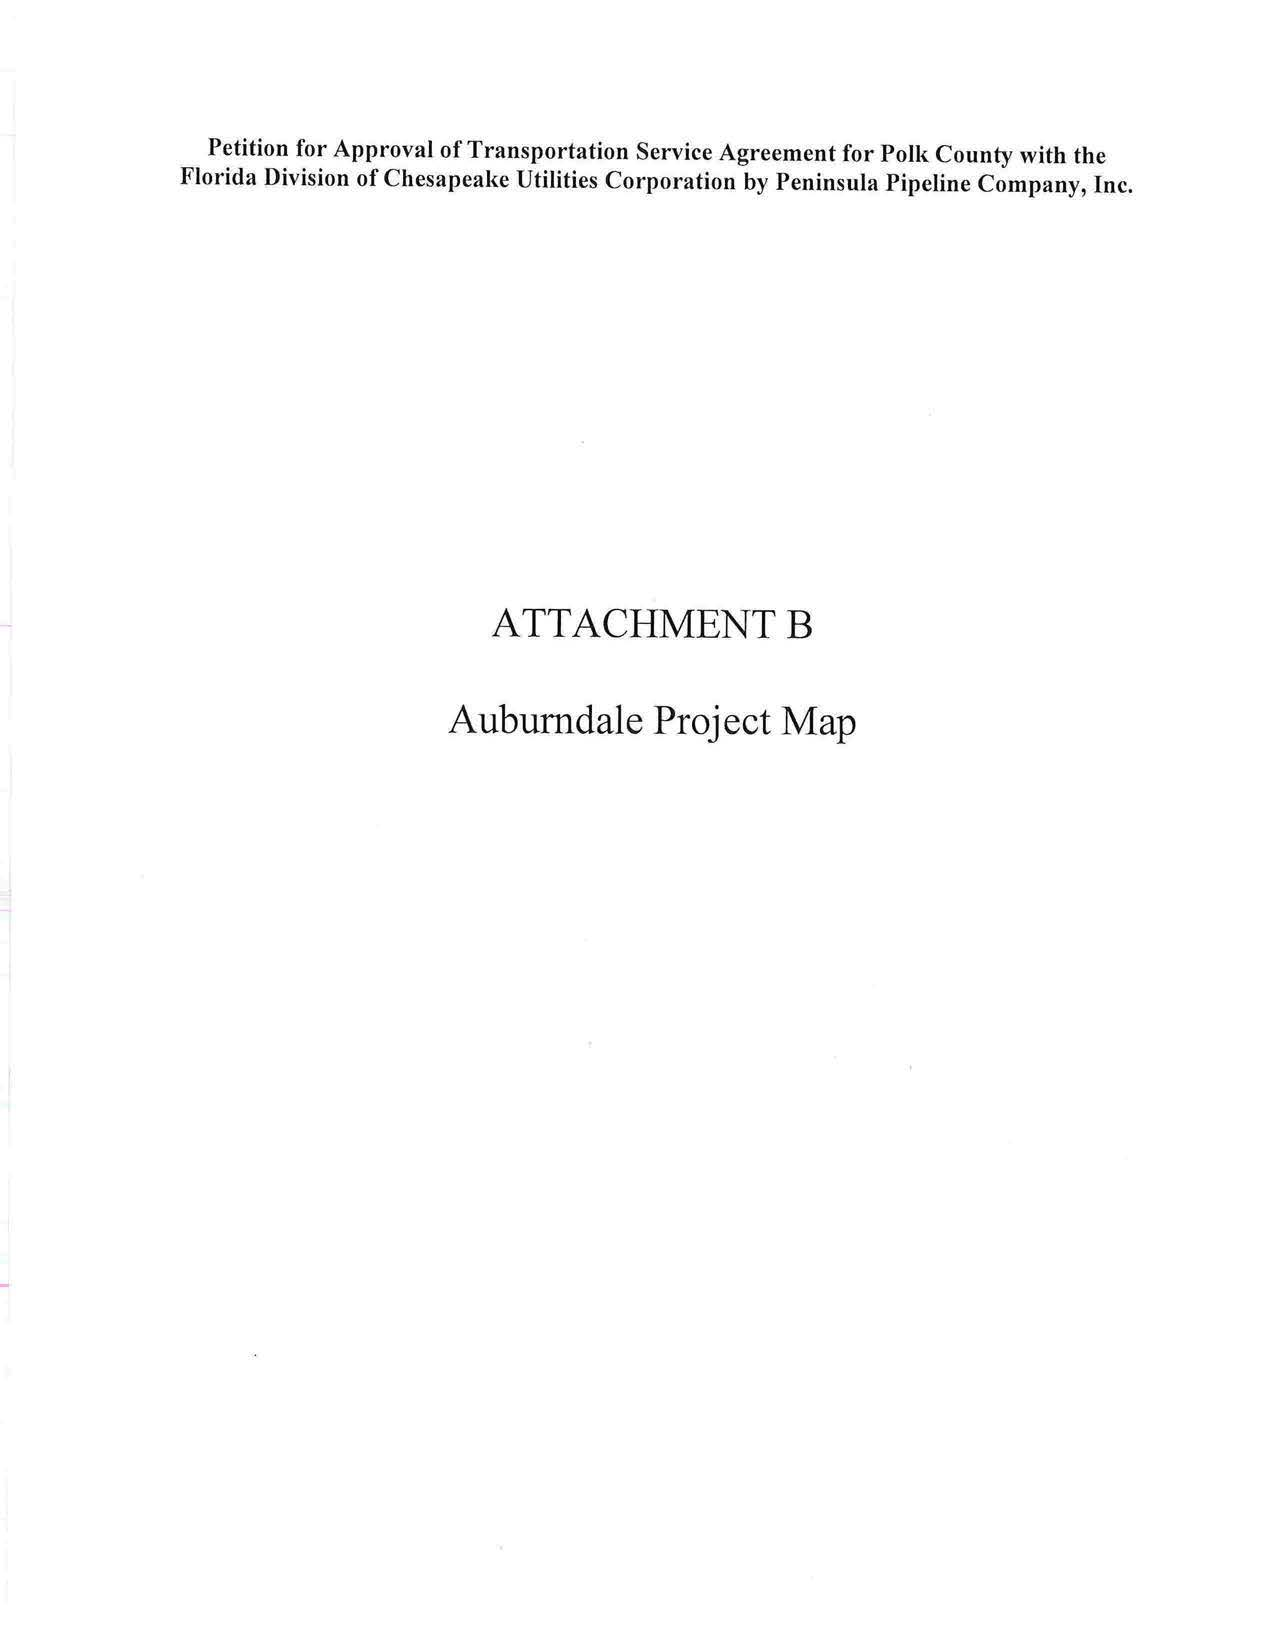 Petition for Approval of Transportation Service Agreement for Polk County with the
Florida Division of Chesapeake Utilities Corporation by Peninsula Pipeline Company, Inc.
ATTACHMENT B
Auburndale Project Map